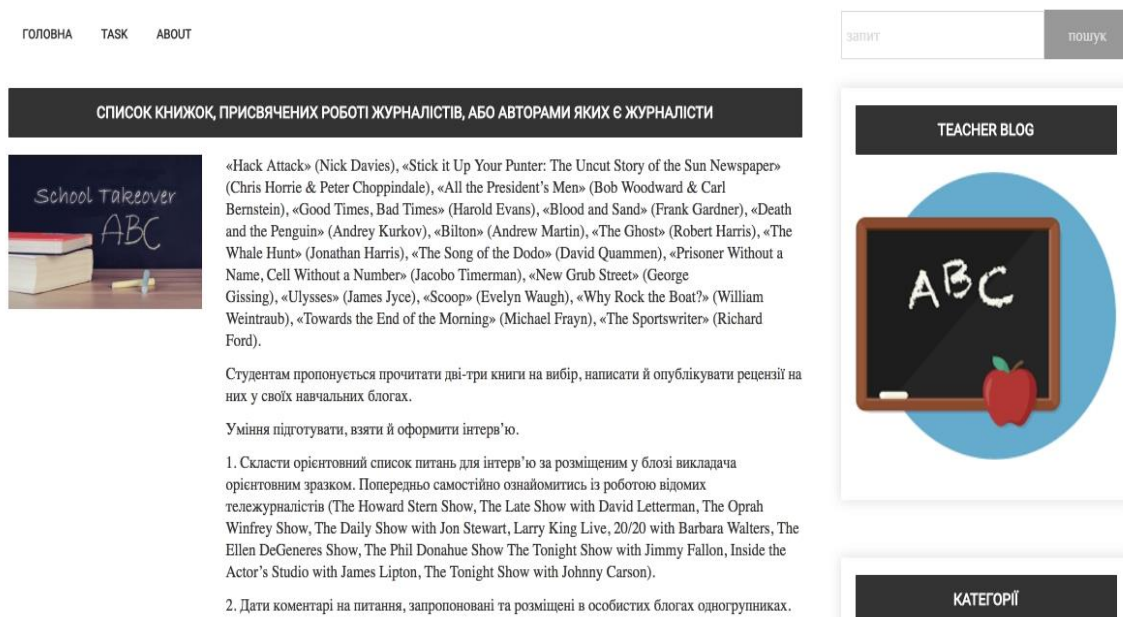 ГОЛОВНА TASK ABOUT
запит
пошук
СПИСОК КНИЖОК, ПРИСВЯЧЕНИХ РОБОТІ ЖУРНАЛІСТІВ, АБО АВТОРАМИ ЯКИХ Є ЖУРНАЛІСТИ
School Takeover
ABC
«Hack Attack» (Nick Davies), «Stick it Up Your Punter: The Uncut Story of the Sun Newspaper»
(Chris Horrie & Peter Choppindale), «All the President’s Men» (Bob Woodward & Carl
Bernstein), «Good Times, Bad Times» (Harold Evans), «Blood and Sand» (Frank Gardner), «Death
and the Penguin» (Andrey Kurkov), «Bilton» (Andrew Martin), «The Ghost» (Robert Harris), «The
Whale Hunt» (Jonathan Harris), «The Song of the Dodo» (David Quammen), «Prisoner Without a
Name, Cell Without a Number» (Jacobo Timerman), «New Grub Street» (George
Gissing), «Ulysses» (James Jyce), «Scoop» (Evelyn Waugh), «Why Rock the Boat?» (William
Weintraub), «Towards the End of the Morning» (Michael Frayn), «The Sportswriter» (Richard
Ford).
Студентам пропонується прочитати дві-три книги на вибір, написати й опублікувати рецензії на
них у своїх навчальних блогах.
Уміння підготувати, взяти й оформити інтерв’ю.
1. Скласти орієнтовний список питань для інтерв’ю за розміщеним у блозі викладача
орієнтовним зразком. Попередньо самостійно ознайомитись із роботою відомих
тележурналістів (The Howard Stern Show, The Late Show with David Letterman, The Oprah
Winfrey Show, The Daily Show with Jon Stewart, Larry King Live, 20/20 with Barbara Walters, The
Ellen DeGeneres Show, The Phil Donahue Show The Tonight Show with Jimmy Fallon, Inside the
Actor’s Studio with James Lipton, The Tonight Show with Johnny Carson).
2. Дати коментарі на питання, запропоновані та розміщені в особистих блогах одногрупниках.
TEACHER BLOG
ABC
КАТЕГОРІЇ